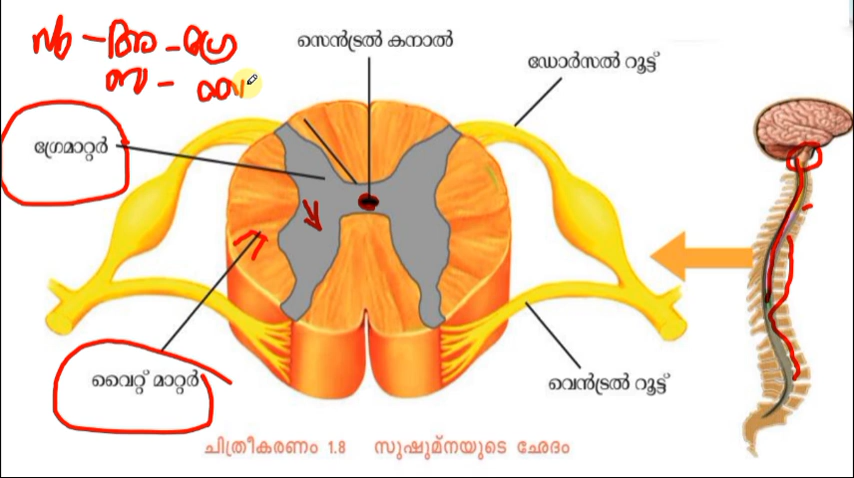 അ - ഗ്രേ
സെൻട്രൽ കനാൽ
ഡോർസൽ റൂട്ട്
ഗ്രേമാറ്റർ
വൈറ്റ് മാറ്റർ
വെൻട്രൽ റൂട്ട്
ചിത്രീകരണം 1.8 സുഷുമ്നയുടെ ഛേദം